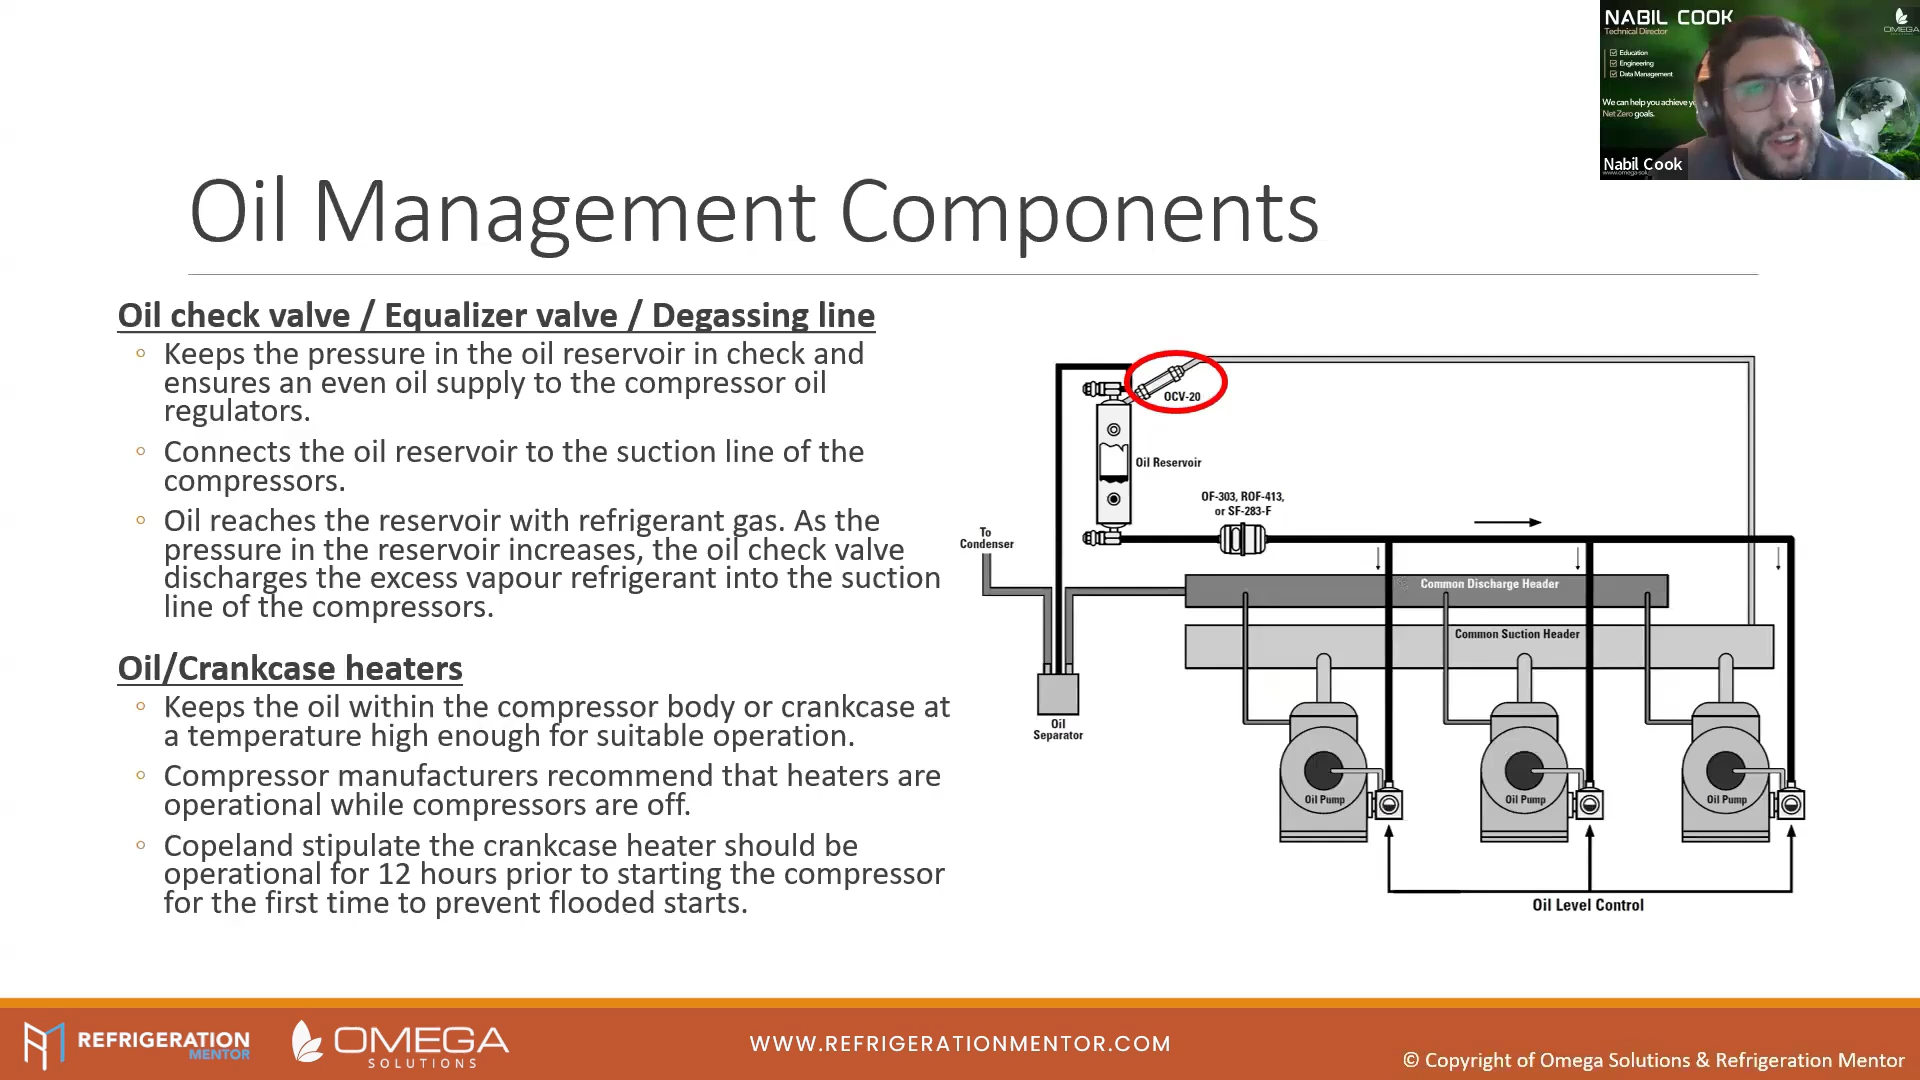 NABIL COOK
Technical Director
Education
Engineering
Data Management
We can help you achieve
Net Zero goals.
Nabil Cook
OMEGA
Oil Management Components
Oil check valve / Equalizer valve / Degassing line
◦ Keeps the pressure in the oil reservoir in check and
ensures an even oil supply to the compressor oil
regulators.
◦ Connects the oil reservoir to the suction line of the
compressors.
◦ Oil reaches the reservoir with refrigerant gas. As the
pressure in the reservoir increases, the oil check valve
discharges the excess vapour refrigerant into the suction
line of the compressors.
Oil/Crankcase heaters
◦ Keeps the oil within the compressor body or crankcase at
a temperature high enough for suitable operation.
◦ Compressor manufacturers recommend that heaters are
operational while compressors are off.
◦ Copeland stipulate the crankcase heater should be
operational for 12 hours prior to starting the compressor
for the first time to prevent flooded starts.
OCV-20
Oil Reservoir
OF-303, ROF-413,
or SF-283-F
To
Condenser
Common Discharge Header
Common Suction Header
Oil
Separator
Oil Pump
Oil Pump
Oil Pump
Oil Level Control
REFRIGERATION
MENTOR
OMEGA
SOLUTIONS
WWW.REFRIGERATIONMENTOR.COM
© Copyright of Omega Solutions & Refrigeration Mentor